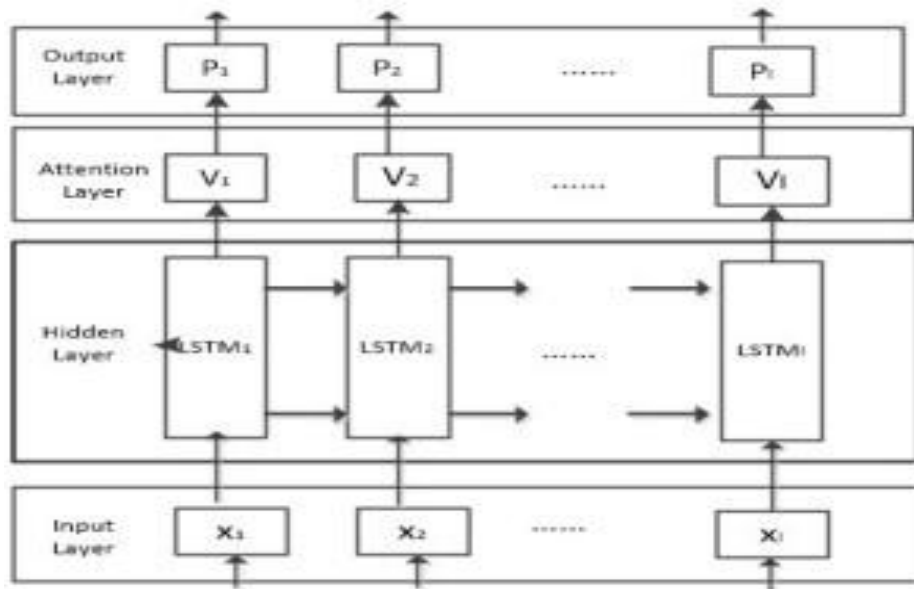 Output
Layer
P₁
P₂
......
Pₗ
Attention
Layer
V₁
V₂
......
Vₗ
Hidden
Layer
LSTM₁
LSTM₂
......
LSTMₗ
Input
Layer
x₁
x₂
......
xₗ